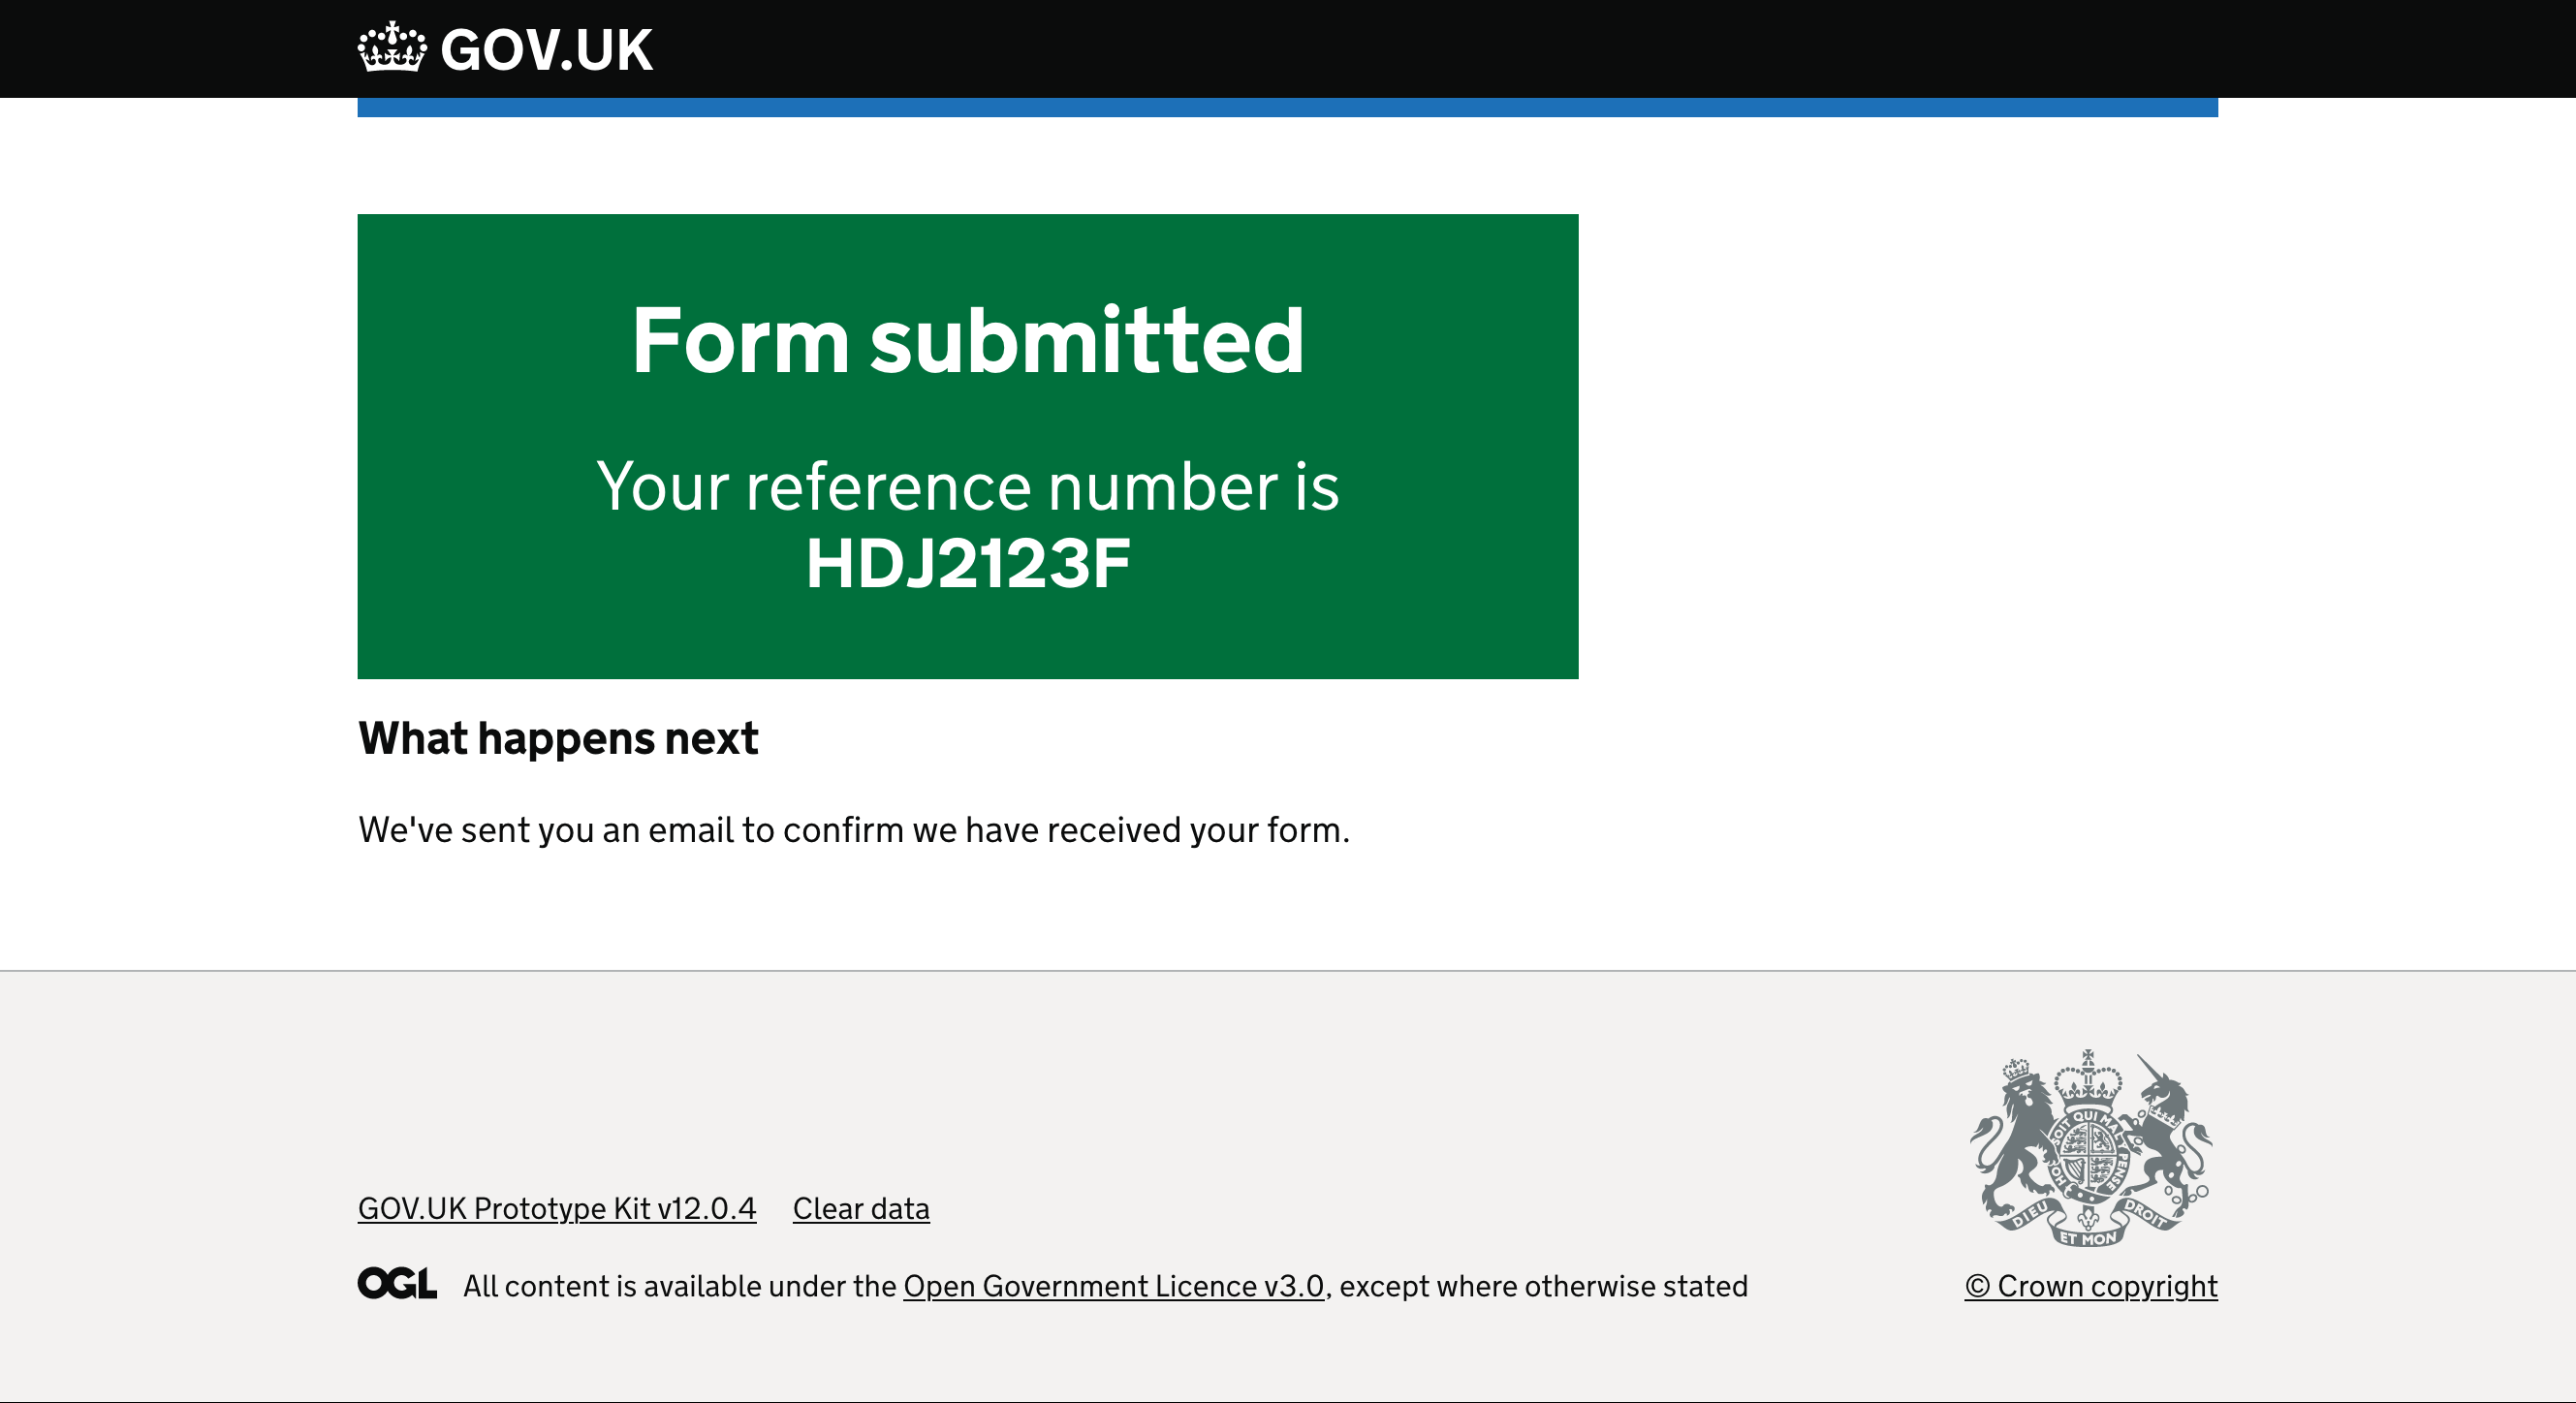 GOV.UK
Form submitted
Your reference number is
HDJ2123F
What happens next
We've sent you an email to confirm we have received your form.
GOV.UK Prototype Kit v12.0.4 Clear data
HONI SOIT QUI MAL Y PENSE
DIEU ET MON DROIT
OGL All content is available under the Open Government Licence v3.0, except where otherwise stated
© Crown copyright